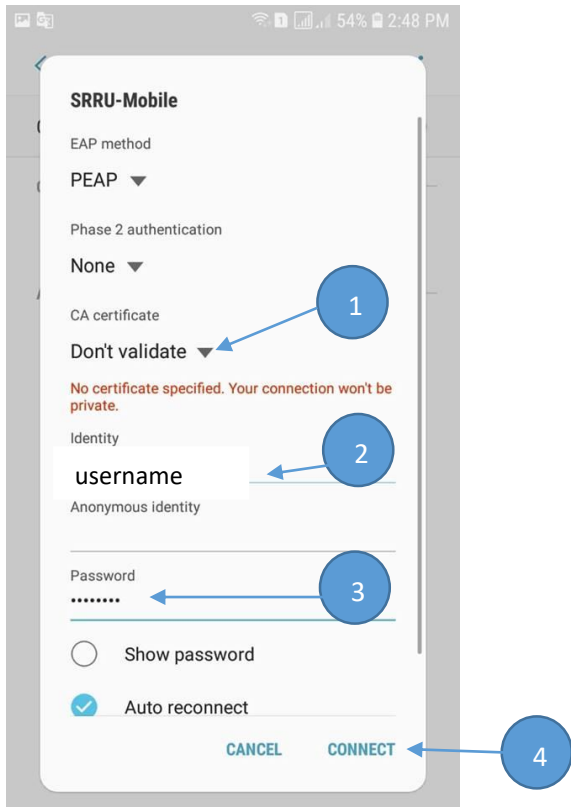 54% 2:48 PM
SRRU-Mobile
EAP method
PEAP
Phase 2 authentication
None
1
CA certificate
Don't validate
No certificate specified. Your connection won't be
private.
Identity
2
username
Anonymous identity
Password
3
••••••••
Show password
Auto reconnect
CANCEL CONNECT
4